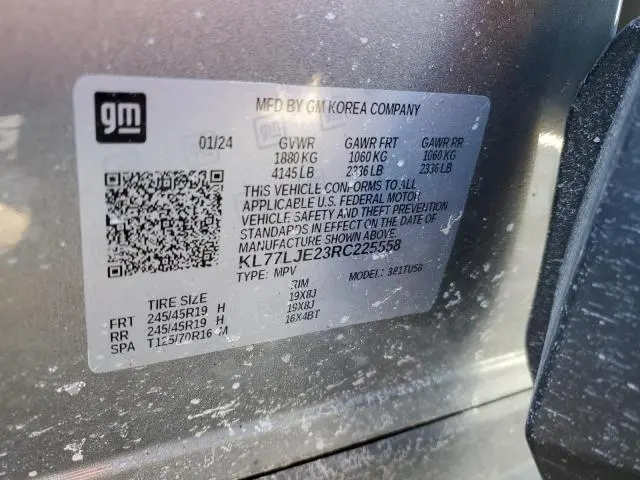 gm
MFD BY GM KOREA COMPANY
01/24 GVWR GAWR FRT GAWR RR
1880 KG 1060 KG 1060 KG
4145 LB 2336 LB 2336 LB
THIS VEHICLE CONFORMS TO ALL
APPLICABLE U.S. FEDERAL MOTOR
VEHICLE SAFETY AND THEFT PREVENTION
STANDARDS IN EFFECT ON THE DATE OF
MANUFACTURE SHOWN ABOVE.
KL77LJE23RC225558
TYPE: MPV MODEL:
TIRE SIZE RIM
FRT 245/45R19 H 19X8J
RR 245/45R19 H 19X8J
SPA T125/70R16 M 16X4BT